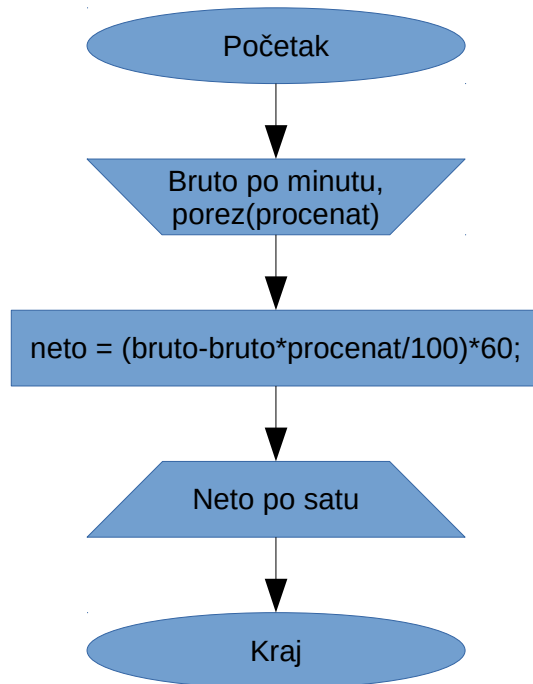 Početak
Bruto po minutu,
porez(procenat)
neto = (bruto-bruto*procenat/100)*60;
Neto po satu
Kraj